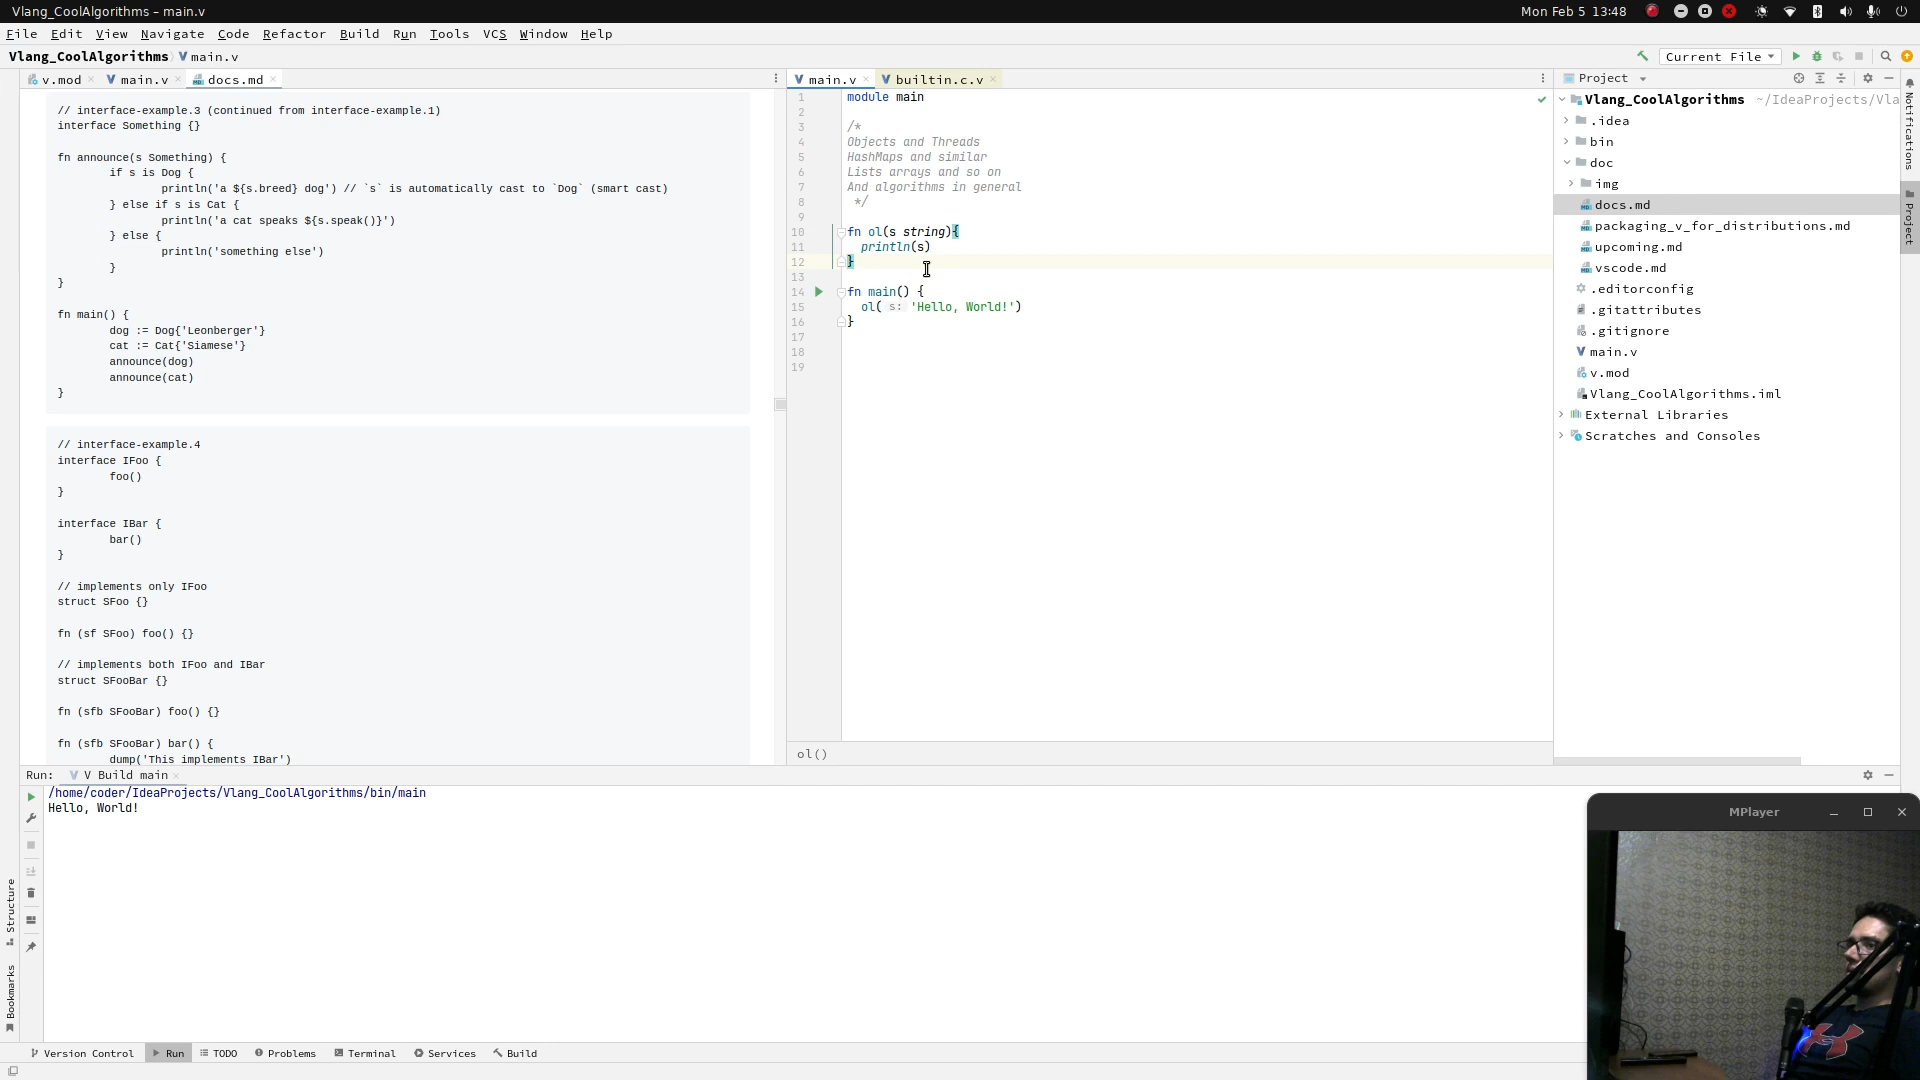 Vlang_CoolAlgorithms – main.v
Mon Feb 5 13:48
File Edit View Navigate Code Refactor Build Run Tools VCS Window Help
Vlang_CoolAlgorithms main.v
Current File
v.mod main.v docs.md
// interface-example.3 (continued from interface-example.1)
interface Something {}
fn announce(s Something) {
if s is Dog {
println('a ${s.breed} dog') // `s` is automatically cast to `Dog` (smart cast)
} else if s is Cat {
println('a cat speaks ${s.speak()}')
} else {
println('something else')
}
}
fn main() {
dog := Dog{'Leonberger'}
cat := Cat{'Siamese'}
announce(dog)
announce(cat)
}
// interface-example.4
interface IFoo {
foo()
}
interface IBar {
bar()
}
// implements only IFoo
struct SFoo {}
fn (sf SFoo) foo() {}
// implements both IFoo and IBar
struct SFooBar {}
fn (sfb SFooBar) foo() {}
fn (sfb SFooBar) bar() {
dump('This implements IBar')
main.v builtin.c.v
1 module main
2
3 /*
4 Objects and Threads
5 HashMaps and similar
6 Lists arrays and so on
7 And algorithms in general
8 */
9
10 fn ol(s string){
11 println(s)
12 }
13
14 fn main() {
15 ol( s: 'Hello, World!')
16 }
17
18
19
ol()
Project
Vlang_CoolAlgorithms ~/IdeaProjects/Vla
.idea
bin
doc
img
docs.md
packaging_v_for_distributions.md
upcoming.md
vscode.md
.editorconfig
.gitattributes
.gitignore
main.v
v.mod
Vlang_CoolAlgorithms.iml
External Libraries
Scratches and Consoles
Notifications
Project
Run: V Build main
/home/coder/IdeaProjects/Vlang_CoolAlgorithms/bin/main
Hello, World!
Structure
Bookmarks
MPlayer
Version Control Run TODO Problems Terminal Services Build